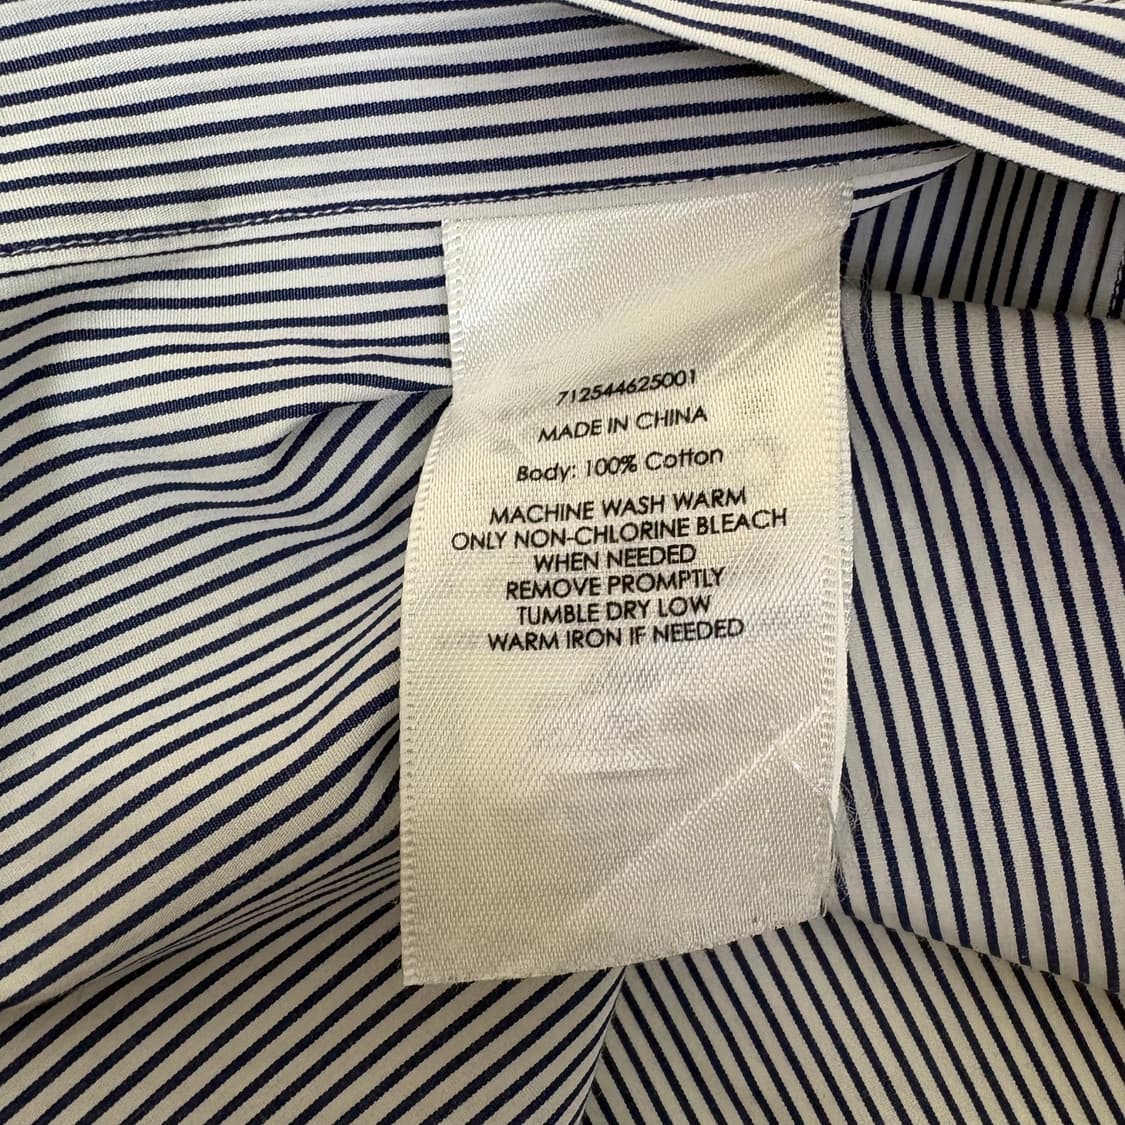 712544625001
MADE IN CHINA
Body: 100% Cotton
MACHINE WASH WARM
ONLY NON-CHLORINE BLEACH
WHEN NEEDED
REMOVE PROMPTLY
TUMBLE DRY LOW
WARM IRON IF NEEDED